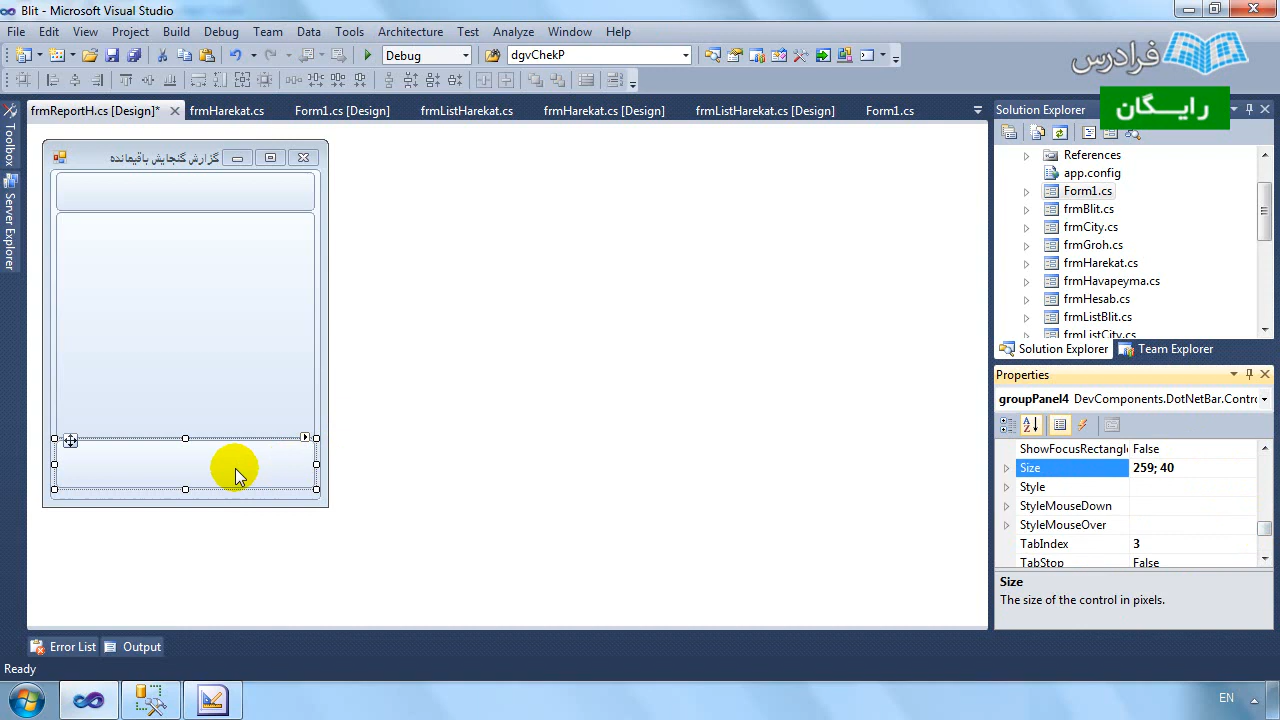 Blit - Microsoft Visual Studio
File Edit View Project Build Debug Team Data Tools Architecture Test Analyze Window Help
Debug dgvChekP
فرادرس
رایگان
frmReportH.cs [Design]* frmHarekat.cs Form1.cs [Design] frmListHarekat.cs frmHarekat.cs [Design] frmListHarekat.cs [Design] Form1.cs
Toolbox
Server Explorer
گزارش گنجایش باقیمانده
Solution Explorer
References
app.config
Form1.cs
frmBlit.cs
frmCity.cs
frmGroh.cs
frmHarekat.cs
frmHavapeyma.cs
frmHesab.cs
frmListBlit.cs
frmListCity.cs
Solution Explorer Team Explorer
Properties
groupPanel4 DevComponents.DotNetBar.Contro
ShowFocusRectangle False
Size 259; 40
Style
StyleMouseDown
StyleMouseOver
TabIndex 3
TabStop False
Size
The size of the control in pixels.
Error List Output
Ready
EN